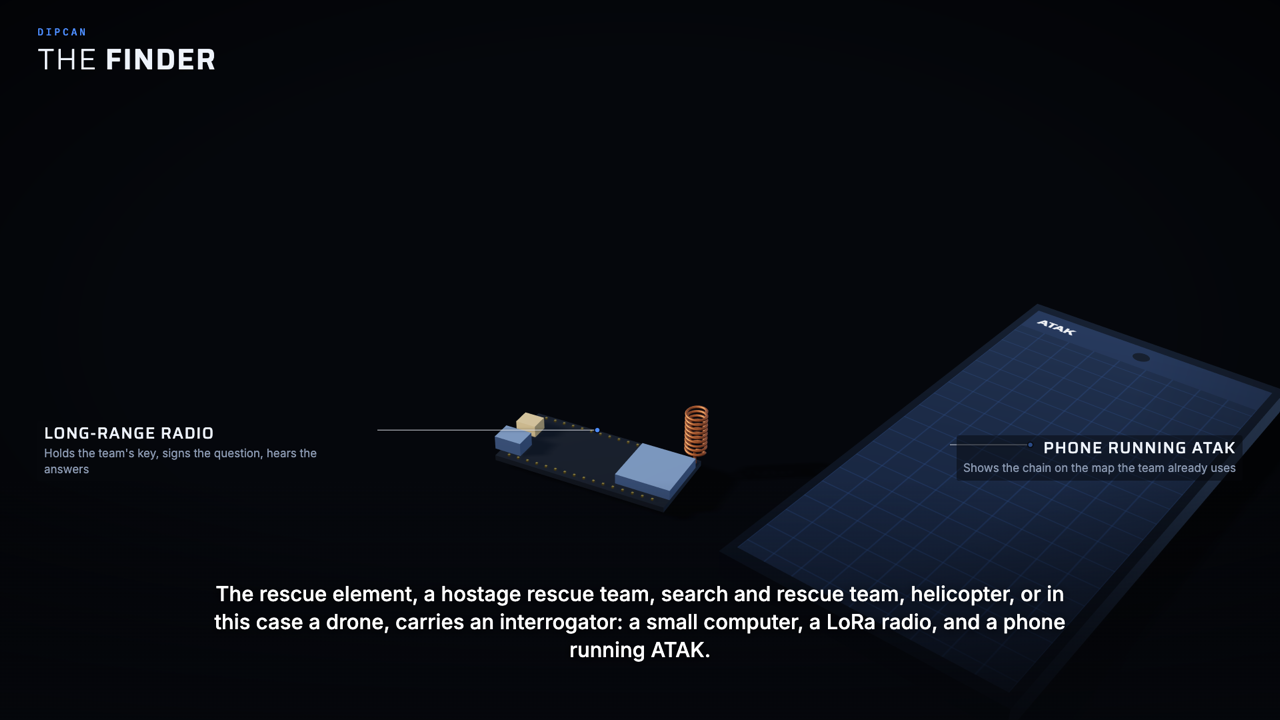 DIPCAN
THE FINDER
ATAK
LONG-RANGE RADIO
Holds the team's key, signs the question, hears the
answers
PHONE RUNNING ATAK
Shows the chain on the map the team already uses
The rescue element, a hostage rescue team, search and rescue team, helicopter, or in
this case a drone, carries an interrogator: a small computer, a LoRa radio, and a phone
running ATAK.